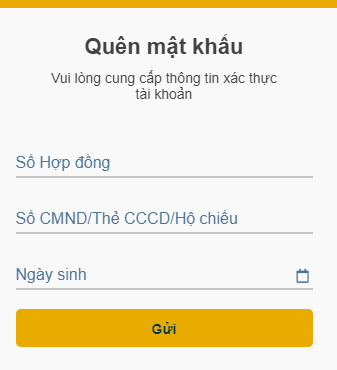 Quên mật khẩu
Vui lòng cung cấp thông tin xác thực
tài khoản
Số Hợp đồng
Số CMND/Thẻ CCCD/Hộ chiếu
Ngày sinh
Gửi